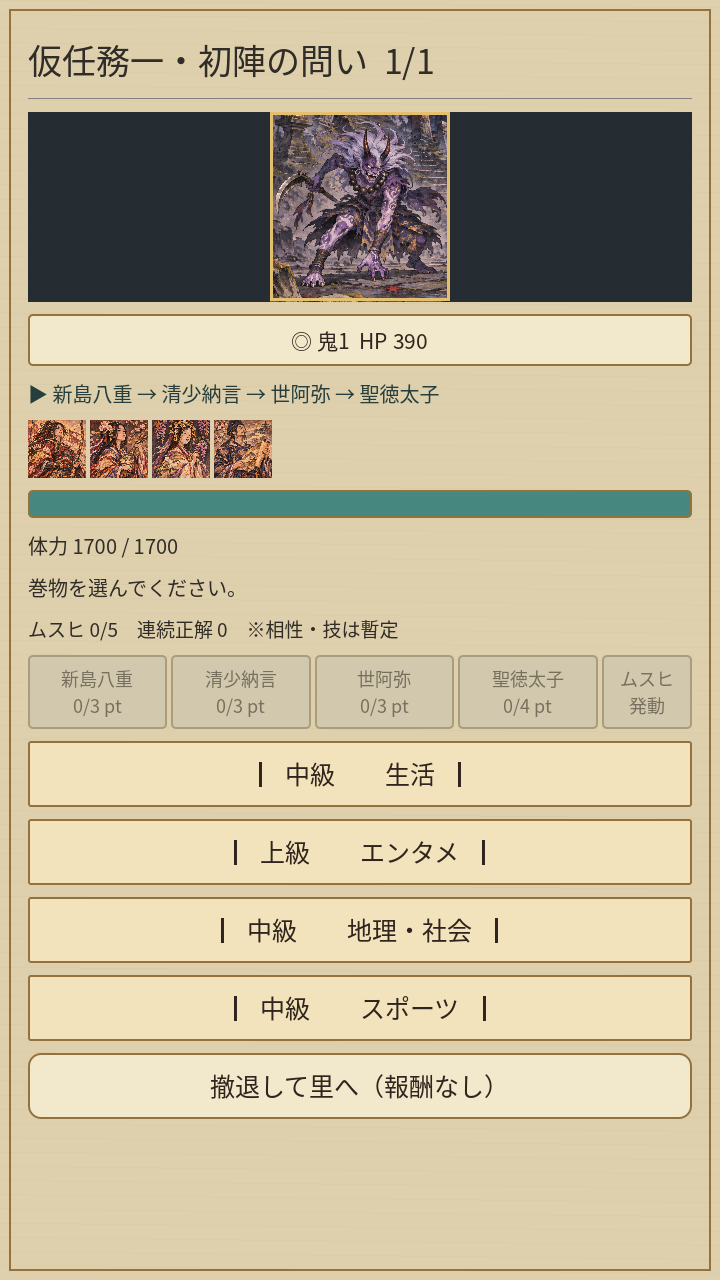 仮任務一・初陣の問い 1/1
◎ 鬼1 HP 390
▶ 新島八重 → 清少納言 → 世阿弥 → 聖徳太子
体力 1700 / 1700
巻物を選んでください。
ムスヒ 0/5 連続正解 0 ※相性・技は暫定
新島八重 清少納言 世阿弥 聖徳太子 ムスヒ
0/3 pt 0/3 pt 0/3 pt 0/4 pt 発動
┃ 中級 生活 ┃
┃ 上級 エンタメ ┃
┃ 中級 地理・社会 ┃
┃ 中級 スポーツ ┃
撤退して里へ（報酬なし）